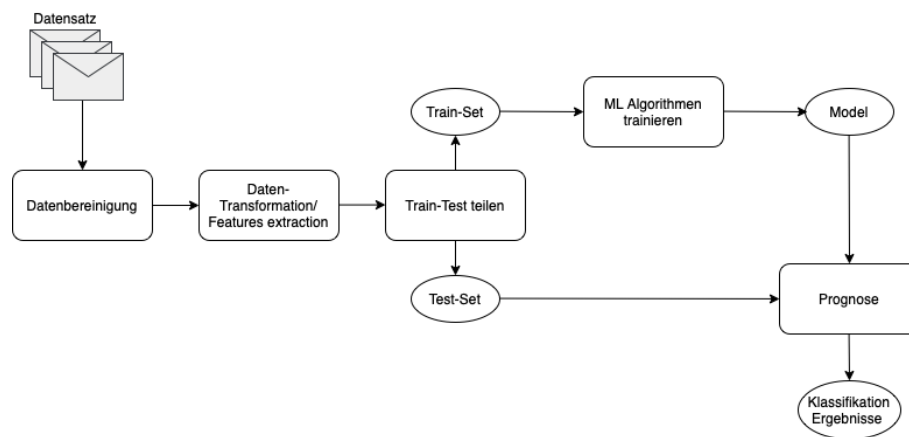 Datensatz
Train-Set
ML Algorithmen
trainieren
Model
Datenbereinigung
Daten-
Transformation/
Features extraction
Train-Test teilen
Test-Set
Prognose
Klassifikation
Ergebnisse